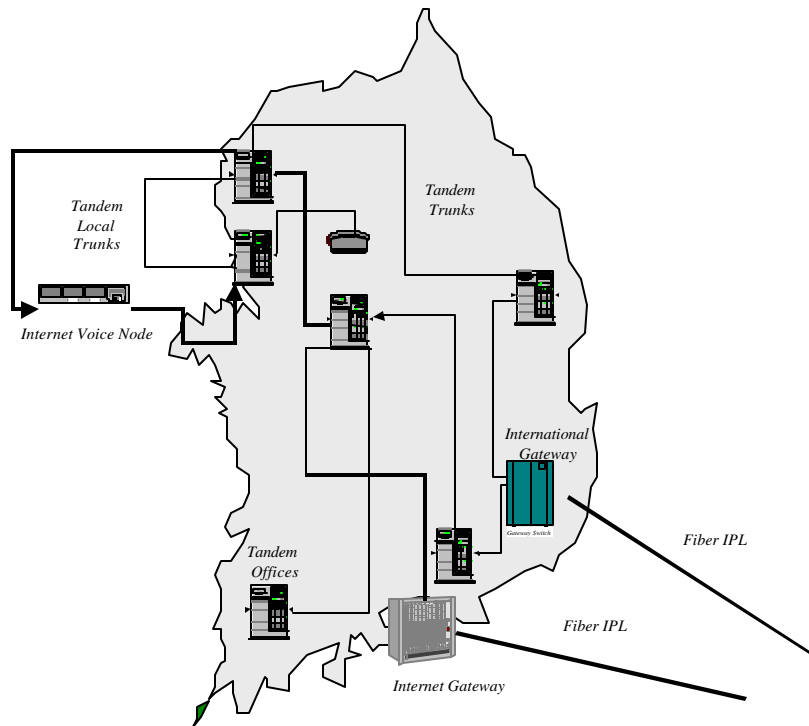 Tandem
Local
Trunks
Tandem
Trunks
Internet Voice Node
International
Gateway
Gateway Switch
Fiber IPL
Tandem
Offices
Fiber IPL
Internet Gateway